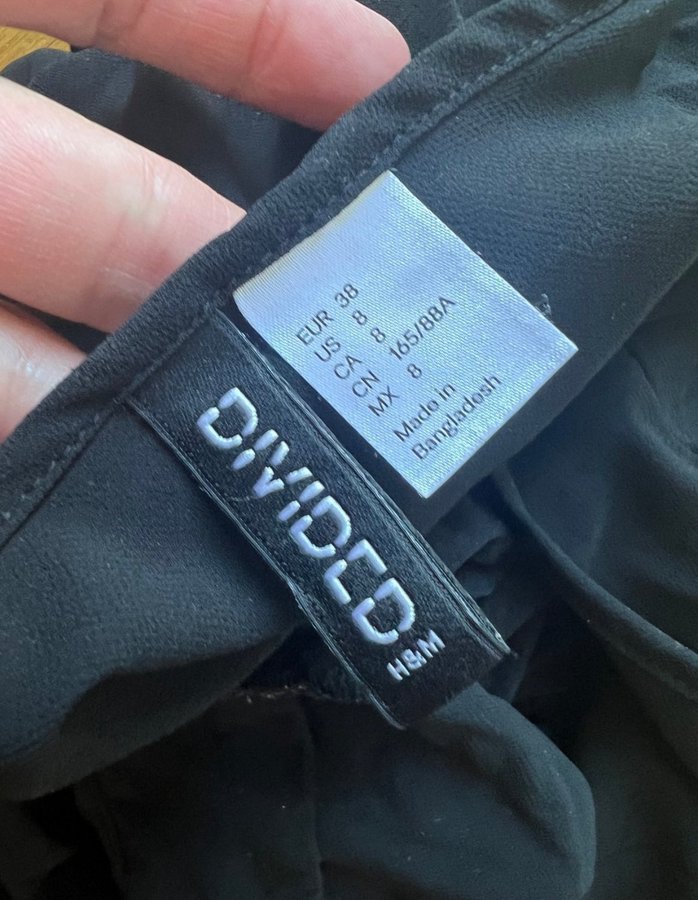 EUR 38
US 8
CA 8
CN 165/88A
MX 8
Made in
Bangladesh
DIVIDED
H&M